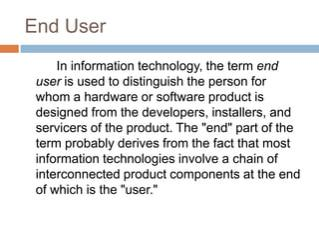 End User
In information technology, the term end
user is used to distinguish the person for
whom a hardware or software product is
designed from the developers, installers, and
servicers of the product. The "end" part of the
term probably derives from the fact that most
information technologies involve a chain of
interconnected product components at the end
of which is the "user."